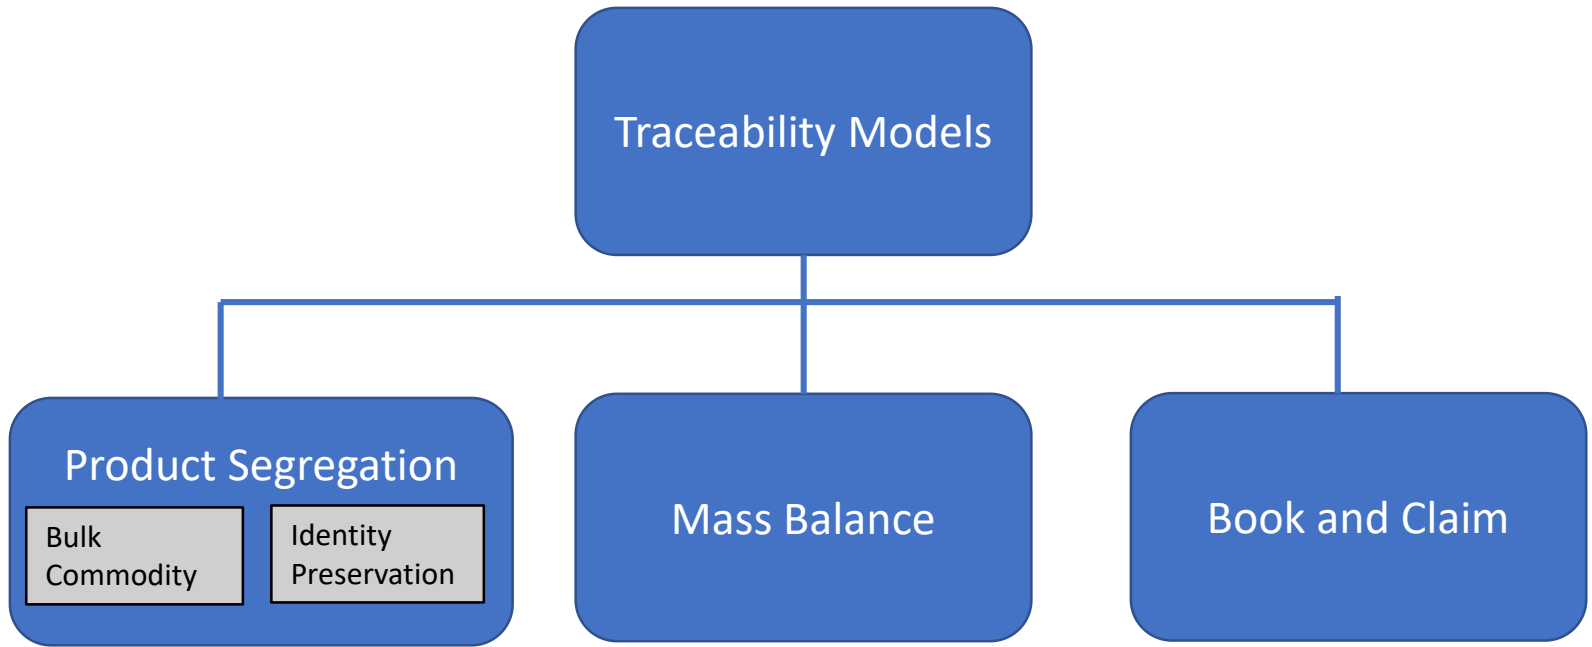 Traceability Models
Product Segregation
Bulk
Commodity
Identity
Preservation
Mass Balance
Book and Claim